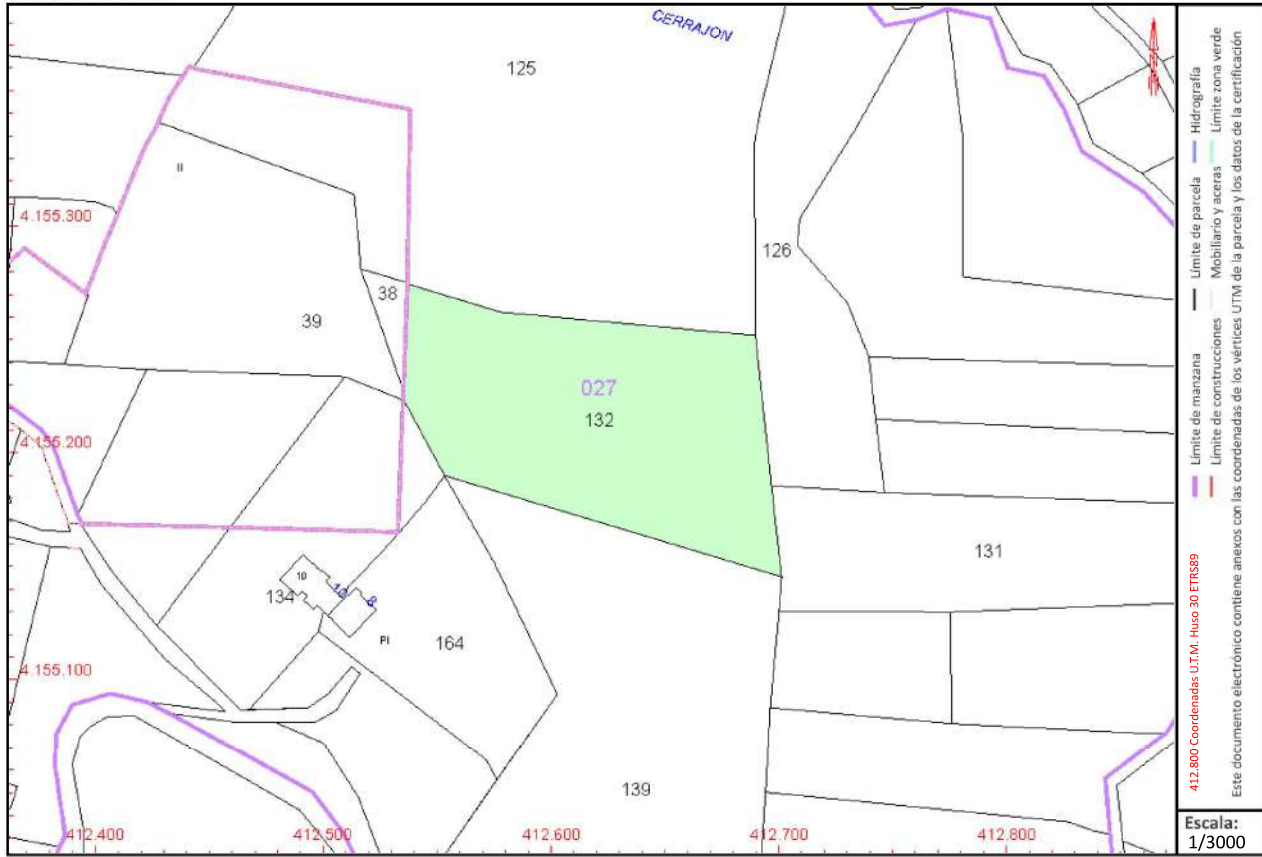 CERRAJON
125
II
4.155.300
126
38
39
027
132
4.155.200
131
10
10
8
134
PI
164
4.155.100
139
412.400
412.500
412.600
412.700
412.800
412.800 Coordenadas U.T.M. Huso 30 ETRS89
Límite de manzana
Límite de parcela
Hidrografía
Límite de construcciones
Mobiliario y aceras
Límite zona verde
Este documento electrónico contiene anexos con las coordenadas de los vértices UTM de la parcela y los datos de la certificación
Escala:
1/3000